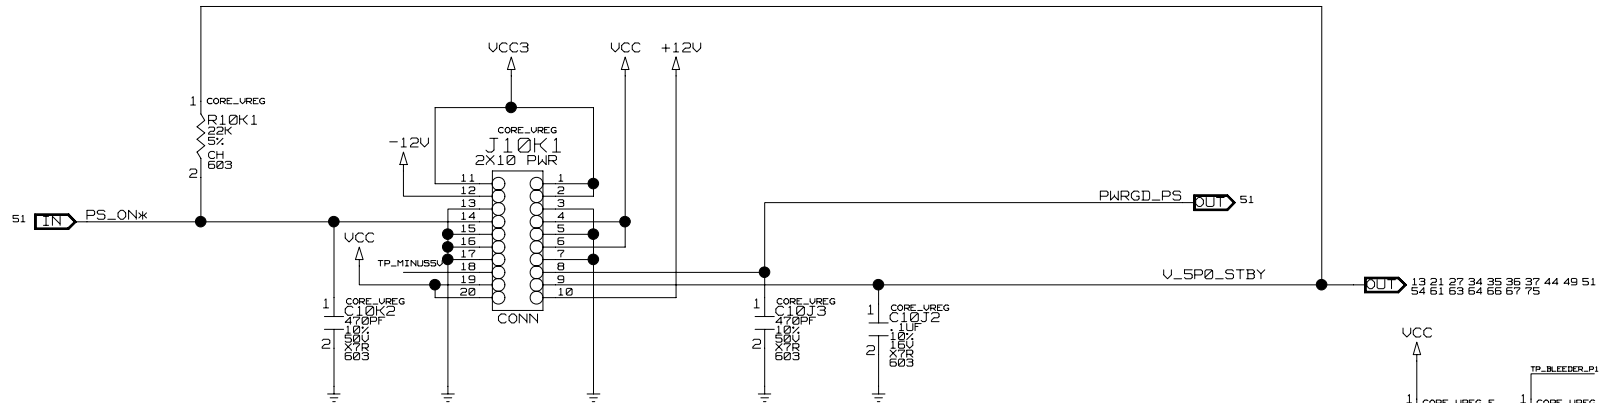 VCC3
VCC
+12V
1
CORE_VREG
R10K1
22K
5%
CH
603
2
CORE_VREG
J10K1
2X10 PWR
-12V
11
12
13
14
15
16
17
18
19
20
1
2
3
4
5
6
7
8
9
10
CONN
51
IN
PS_ON*
VCC
TP_MINUS5V
PWRGD_PS
OUT
51
V_5P0_STBY
OUT
13 21 27 34 35 36 37 44 49 51
54 61 63 64 66 67 75
1
CORE_VREG
C10K2
470PF
10%
50V
X7R
603
2
1
CORE_VREG
C10J3
470PF
10%
50V
X7R
603
2
1
CORE_VREG
C10J2
.1UF
10%
16V
X7R
603
2
VCC
TP_BLEEDER_P1
1
1